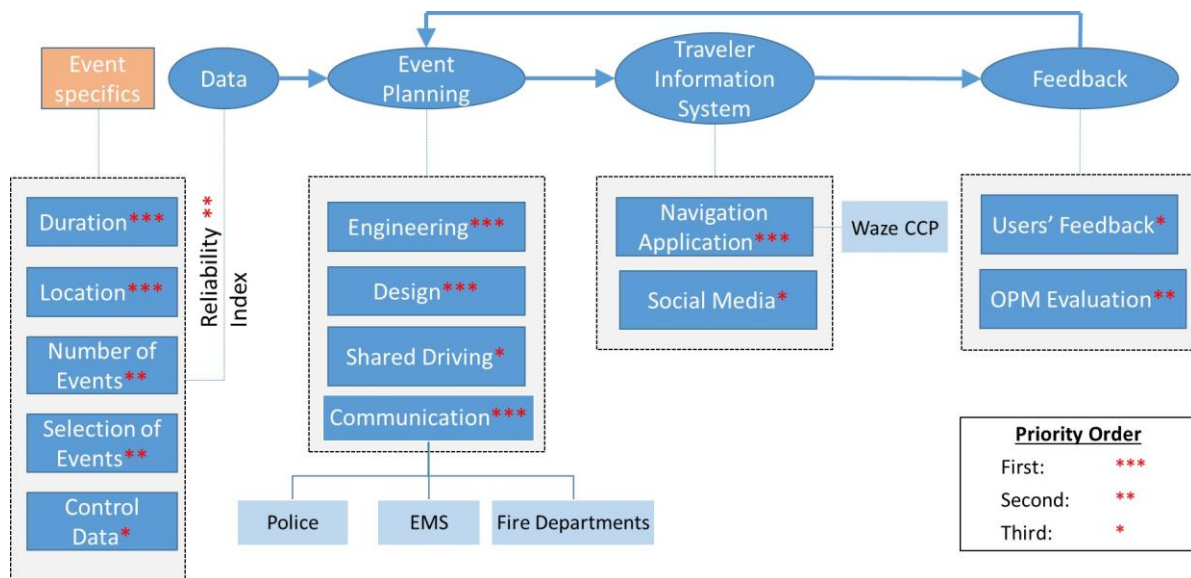 Event
specifics
Data
Event
Planning
Traveler
Information
System
Feedback
Duration***
Location***
Number of
Events**
Selection of
Events**
Control
Data*
Reliability **
Index
Engineering***
Design***
Shared Driving*
Communication***
Police
EMS
Fire Departments
Navigation
Application***
Social Media*
Waze CCP
Users' Feedback*
OPM Evaluation**
Priority Order
First: ***
Second: **
Third: *